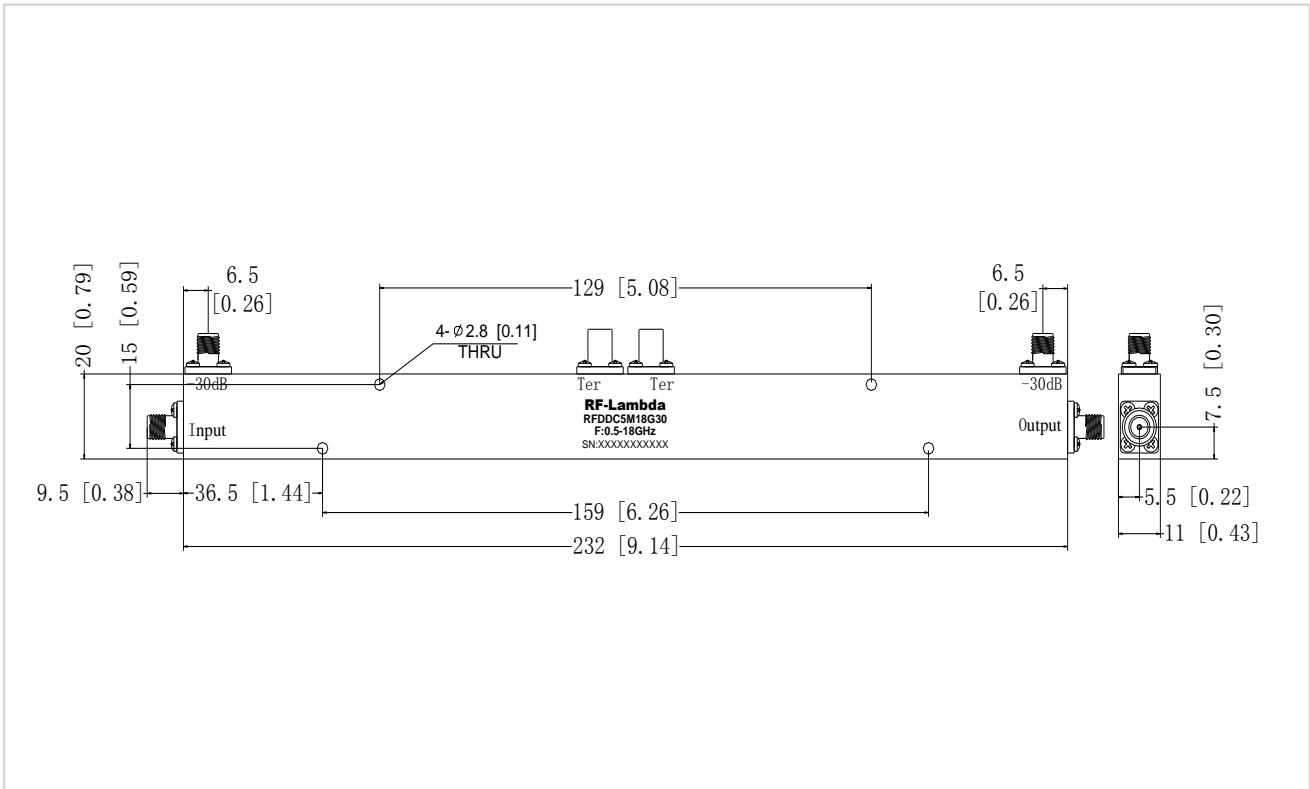 6.5
[0.26]
129 [5.08]
6.5
[0.26]
20 [0.79]
15 [0.59]
4-Ø2.8 [0.11]
THRU
7.5 [0.30]
-30dB
Ter
Ter
-30dB
RF-Lambda
RFDDC5M18G30
F:0.5-18GHz
SN:XXXXXXXXXXX
Input
Output
9.5 [0.38]
36.5 [1.44]
5.5 [0.22]
159 [6.26]
11 [0.43]
232 [9.14]